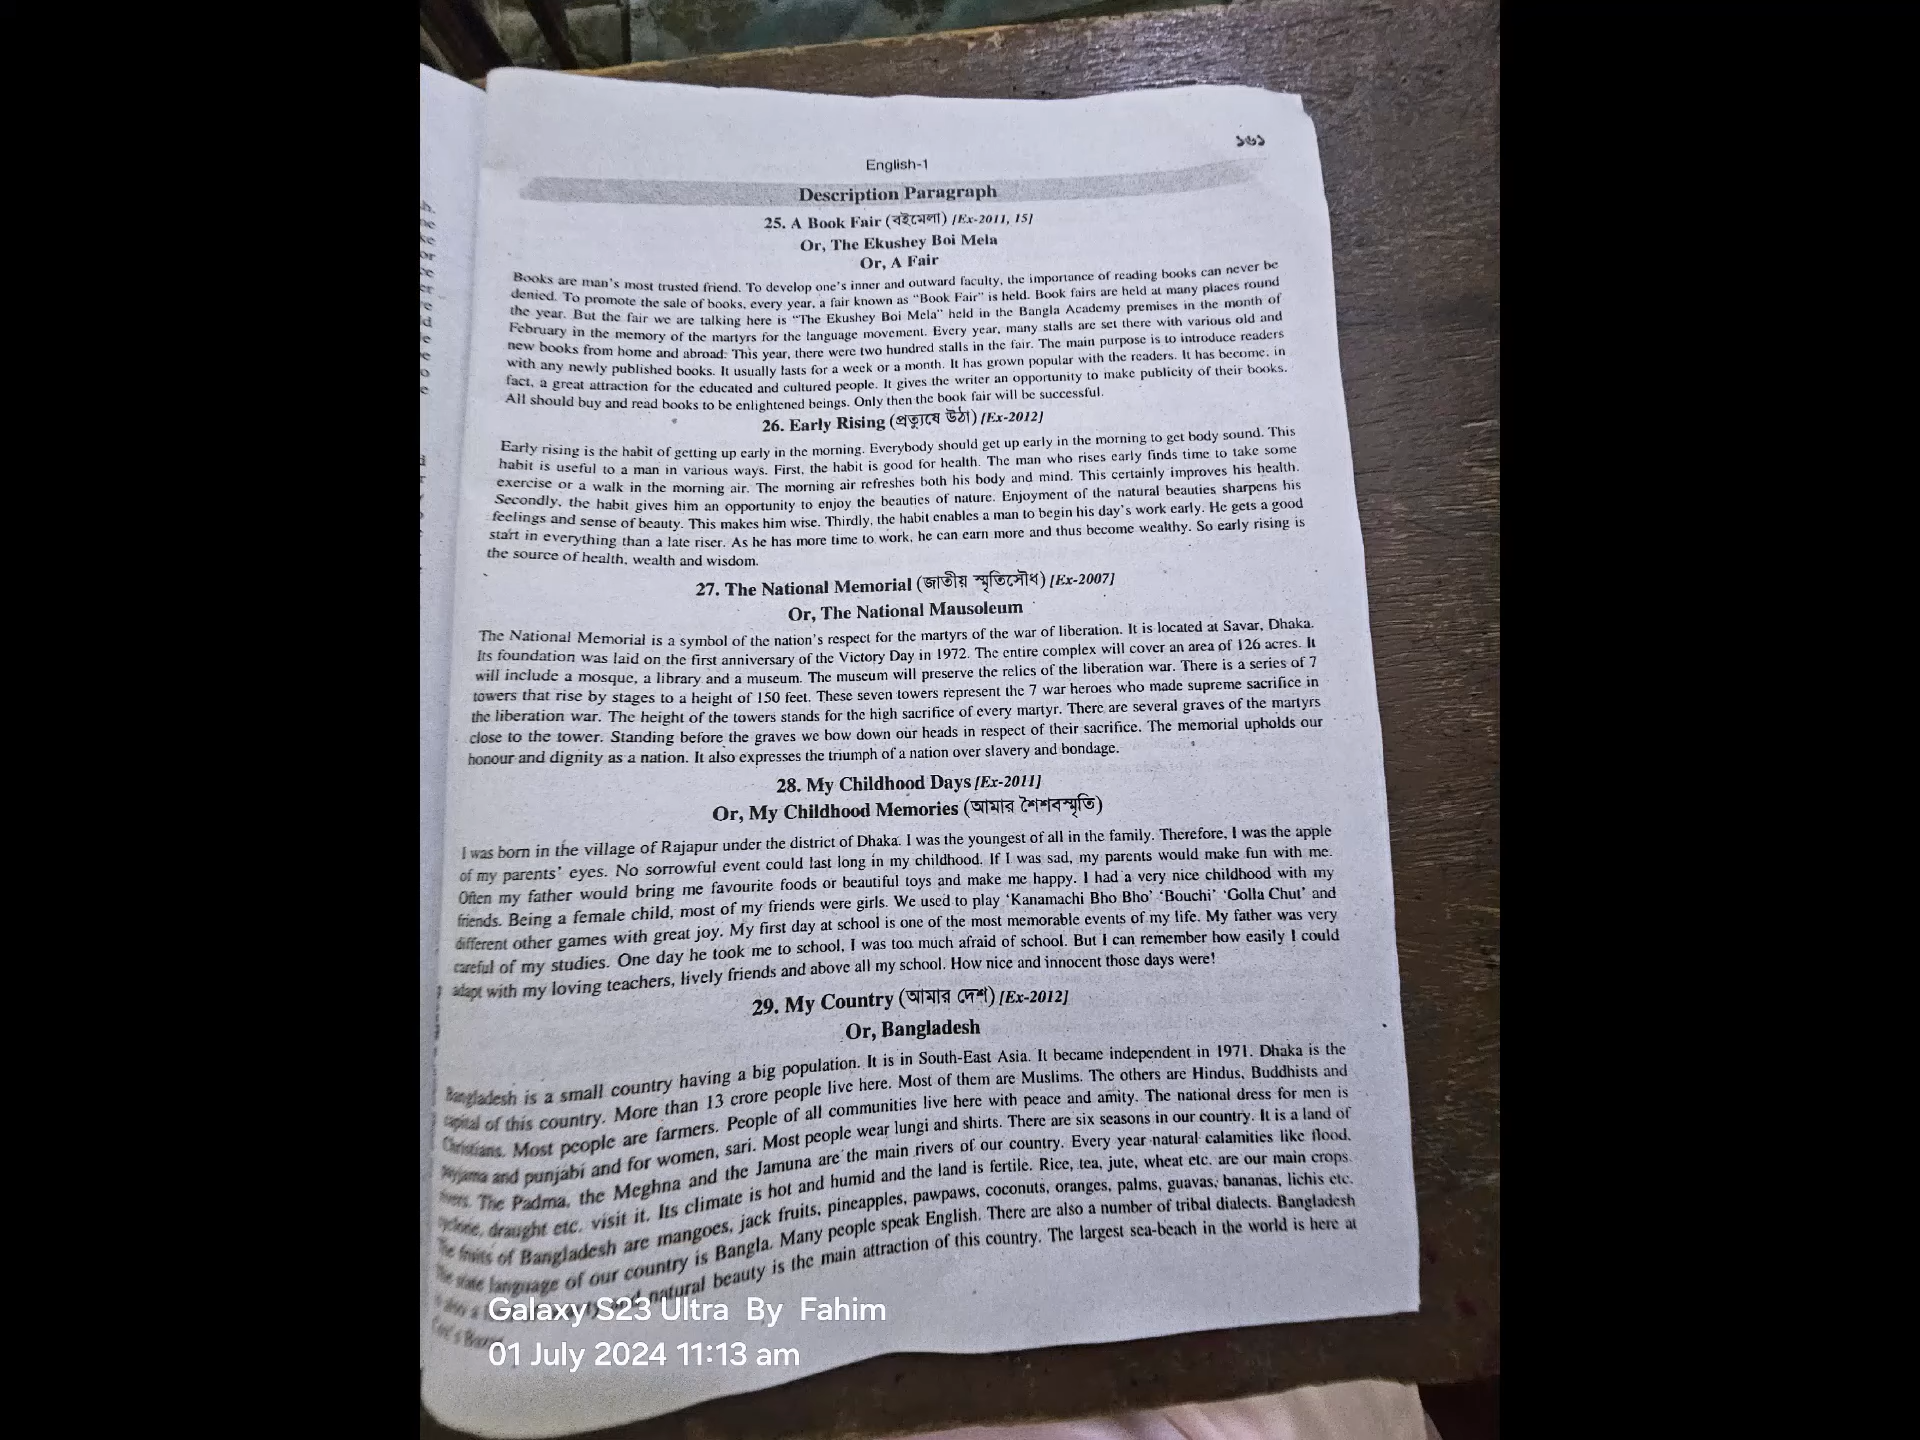 ১৬১
English-1
Description Paragraph
25. A Book Fair (বইমেলা) [Ex-2011, 15]
Or, The Ekushey Boi Mela
Or, A Fair
Books are man's most trusted friend. To develop one's inner and outward faculty, the importance of reading books can never be
denied. To promote the sale of books, every year, a fair known as "Book Fair" is held. Book fairs are held at many places round
the year. But the fair we are talking here is "The Ekushey Boi Mela" held in the Bangla Academy premises in the month of
February in the memory of the martyrs for the language movement. Every year, many stalls are set there with various old and
new books from home and abroad: This year, there were two hundred stalls in the fair. The main purpose is to introduce readers
with any newly published books. It usually lasts for a week or a month. It has grown popular with the readers. It has become, in
fact, a great attraction for the educated and cultured people. It gives the writer an opportunity to make publicity of their books.
All should buy and read books to be enlightened beings. Only then the book fair will be successful.
26. Early Rising (প্রত্যুষে উঠা) [Ex-2012]
Early rising is the habit of getting up early in the morning. Everybody should get up early in the morning to get body sound. This
habit is useful to a man in various ways. First, the habit is good for health. The man who rises early finds time to take some
exercise or a walk in the morning air. The morning air refreshes both his body and mind. This certainly improves his health.
Secondly, the habit gives him an opportunity to enjoy the beauties of nature. Enjoyment of the natural beauties sharpens his
feelings and sense of beauty. This makes him wise. Thirdly, the habit enables a man to begin his day's work early. He gets a good
start in everything than a late riser. As he has more time to work, he can earn more and thus become wealthy. So early rising is
the source of health, wealth and wisdom.
27. The National Memorial (জাতীয় স্মৃতিসৌধ) [Ex-2007]
Or, The National Mausoleum
The National Memorial is a symbol of the nation's respect for the martyrs of the war of liberation. It is located at Savar, Dhaka.
Its foundation was laid on the first anniversary of the Victory Day in 1972. The entire complex will cover an area of 126 acres. It
will include a mosque, a library and a museum. The museum will preserve the relics of the liberation war. There is a series of 7
towers that rise by stages to a height of 150 feet. These seven towers represent the 7 war heroes who made supreme sacrifice in
the liberation war. The height of the towers stands for the high sacrifice of every martyr. There are several graves of the martyrs
close to the tower. Standing before the graves we bow down our heads in respect of their sacrifice. The memorial upholds our
honour and dignity as a nation. It also expresses the triumph of a nation over slavery and bondage.
28. My Childhood Days [Ex-2011]
Or, My Childhood Memories (আমার শৈশবস্মৃতি)
I was born in the village of Rajapur under the district of Dhaka. I was the youngest of all in the family. Therefore, I was the apple
of my parents' eyes. No sorrowful event could last long in my childhood. If I was sad, my parents would make fun with me.
Often my father would bring me favourite foods or beautiful toys and make me happy. I had a very nice childhood with my
friends. Being a female child, most of my friends were girls. We used to play 'Kanamachi Bho Bho' 'Bouchi' 'Golla Chut' and
different other games with great joy. My first day at school is one of the most memorable events of my life. My father was very
careful of my studies. One day he took me to school, I was too much afraid of school. But I can remember how easily I could
adapt with my loving teachers, lively friends and above all my school. How nice and innocent those days were!
29. My Country (আমার দেশ) [Ex-2012]
Or, Bangladesh
Bangladesh is a small country having a big population. It is in South-East Asia. It became independent in 1971. Dhaka is the
capital of this country. More than 13 crore people live here. Most of them are Muslims. The others are Hindus, Buddhists and
Christians. Most people are farmers. People of all communities live here with peace and amity. The national dress for men is
payjama and punjabi and for women, sari. Most people wear lungi and shirts. There are six seasons in our country. It is a land of
rivers. The Padma, the Meghna and the Jamuna are the main rivers of our country. Every year natural calamities like flood,
cyclone, draught etc. visit it. Its climate is hot and humid and the land is fertile. Rice, tea, jute, wheat etc. are our main crops.
The fruits of Bangladesh are mangoes, jack fruits, pineapples, pawpaws, coconuts, oranges, palms, guavas, bananas, lichis etc.
The state language of our country is Bangla. Many people speak English. There are also a number of tribal dialects. Bangladesh
is also a natural beauty is the main attraction of this country. The largest sea-beach in the world is here at
Galaxy S23 Ultra By Fahim
01 July 2024 11:13 am